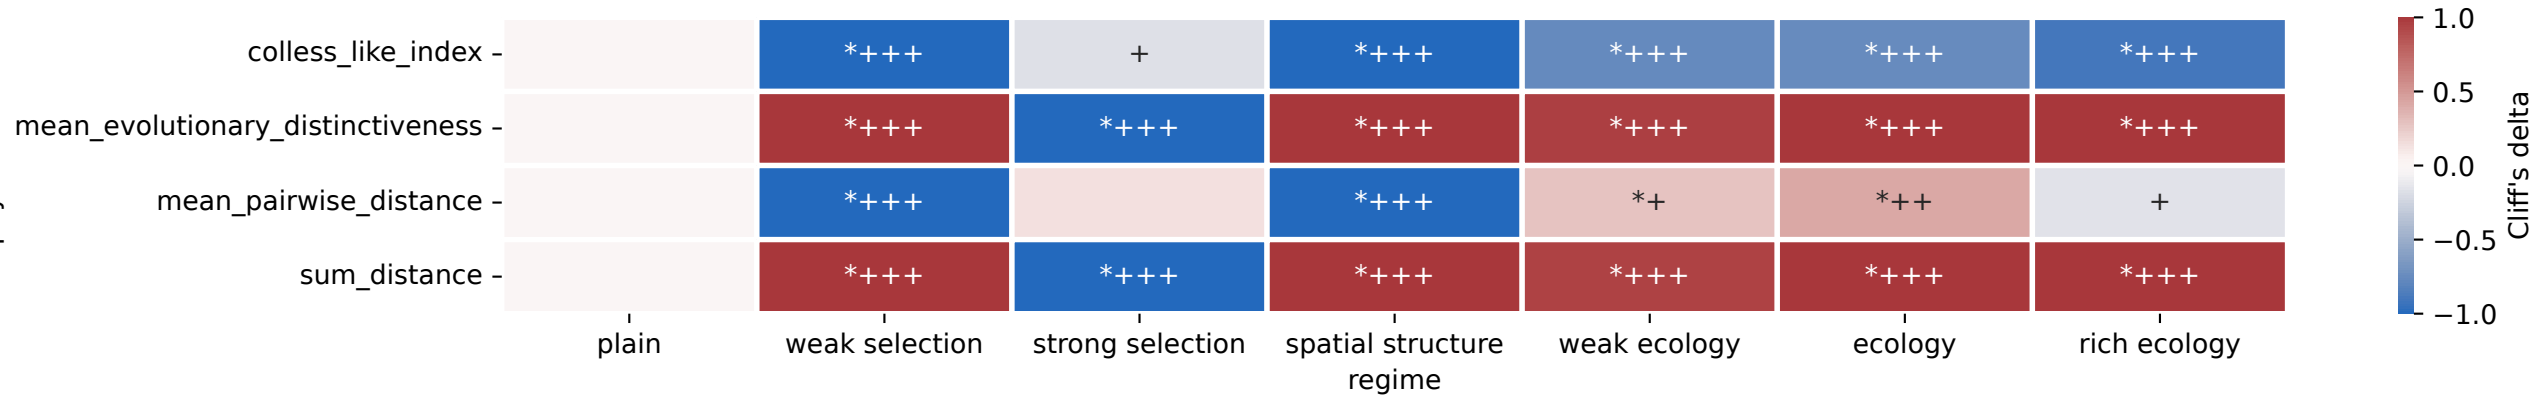 colless_like_index
*+++ + *+++ *+++ *+++ *+++
mean_evolutionary_distinctiveness
*+++ *+++ *+++ *+++ *+++ *+++
mean_pairwise_distance
*+++ *+++ *+ *++ +
sum_distance
*+++ *+++ *+++ *+++ *+++ *+++
plain weak selection strong selection spatial structure weak ecology ecology rich ecology
regime
1.0
0.5
0.0
−0.5
−1.0
Cliff's delta